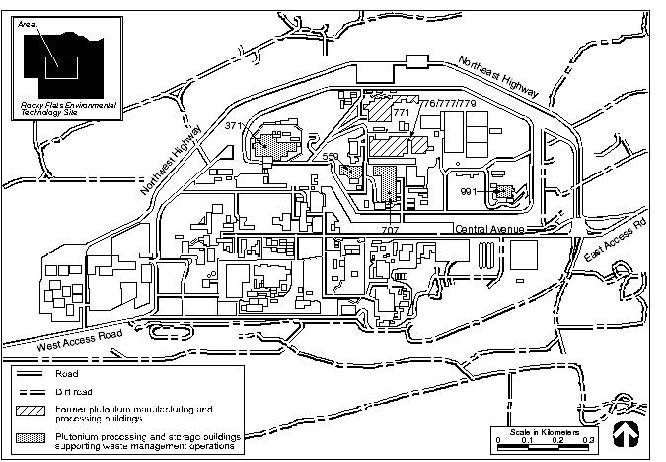 Area
Rocky Flats Environmental
Technology Site
Northeast Highway
Northwest Highway
776/777/779
771
371
559
991
707
Central Avenue
East Access Rd
West Access Road
Road
Dirt road
Former plutonium manufacturing and
processing buildings
Plutonium processing and storage buildings
supporting waste management operations
Scale in Kilometers
0 0.1 0.2 0.3